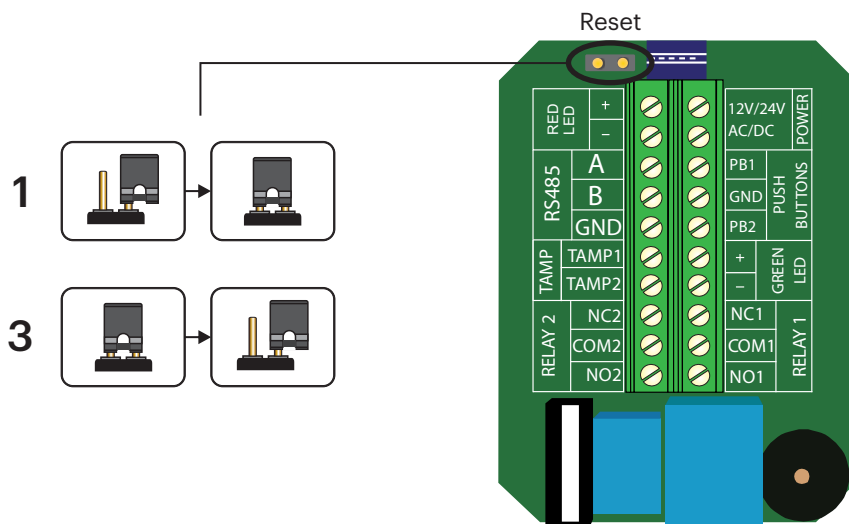 Reset
1
3
RED
LED
+
−
RS485
A
B
GND
TAMP
TAMP1
TAMP2
RELAY 2
NC2
COM2
NO2
12V/24V
AC/DC
POWER
PB1
GND
PB2
PUSH
BUTTONS
+
−
GREEN
LED
NC1
COM1
NO1
RELAY 1